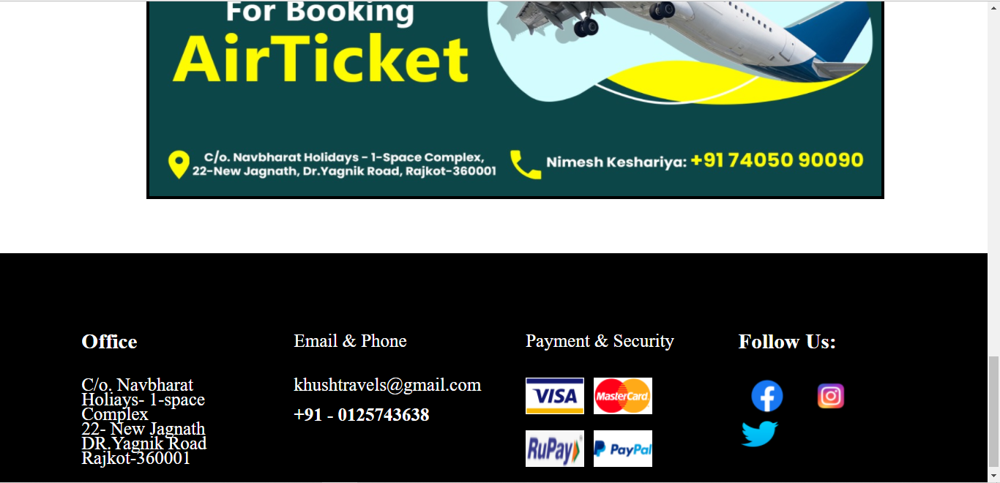 For Booking
AirTicket
C/o. Navbharat Holidays - 1-Space Complex,
22-New Jagnath, Dr.Yagnik Road, Rajkot-360001
Nimesh Keshariya: +91 74050 90090
Office
C/o. Navbharat
Holiays- 1-space
Complex
22- New Jagnath
DR.Yagnik Road
Rajkot-360001
Email & Phone
khushtravels@gmail.com
+91 - 0125743638
Payment & Security
VISA
MasterCard
RuPay
PayPal
Follow Us: